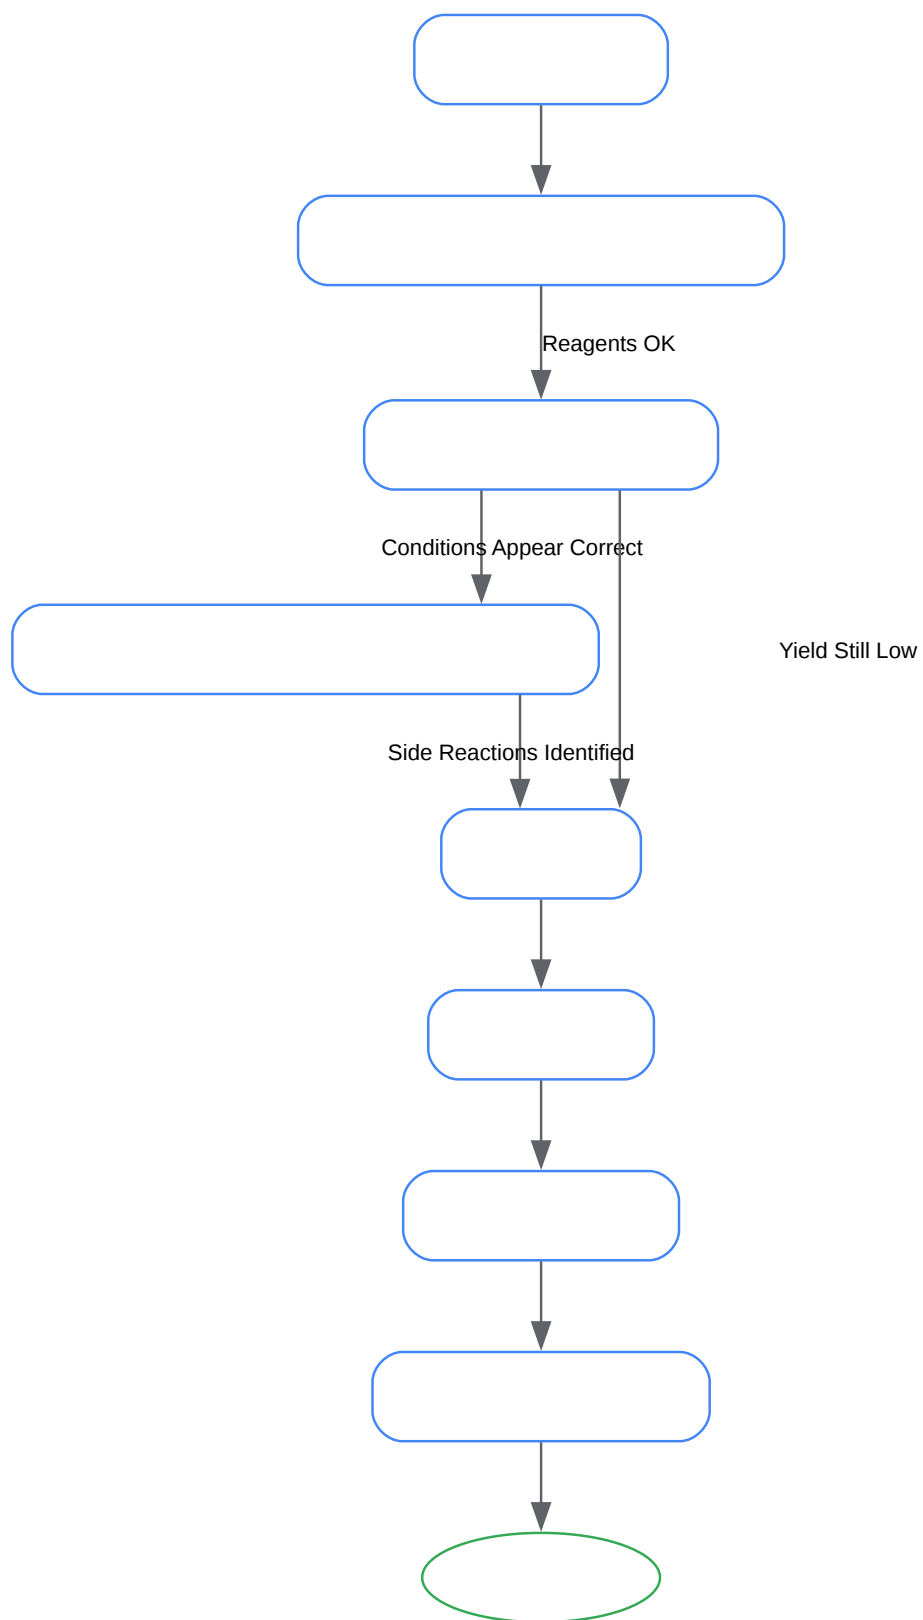 Reagents OK
Conditions Appear Correct
Yield Still Low
Side Reactions Identified